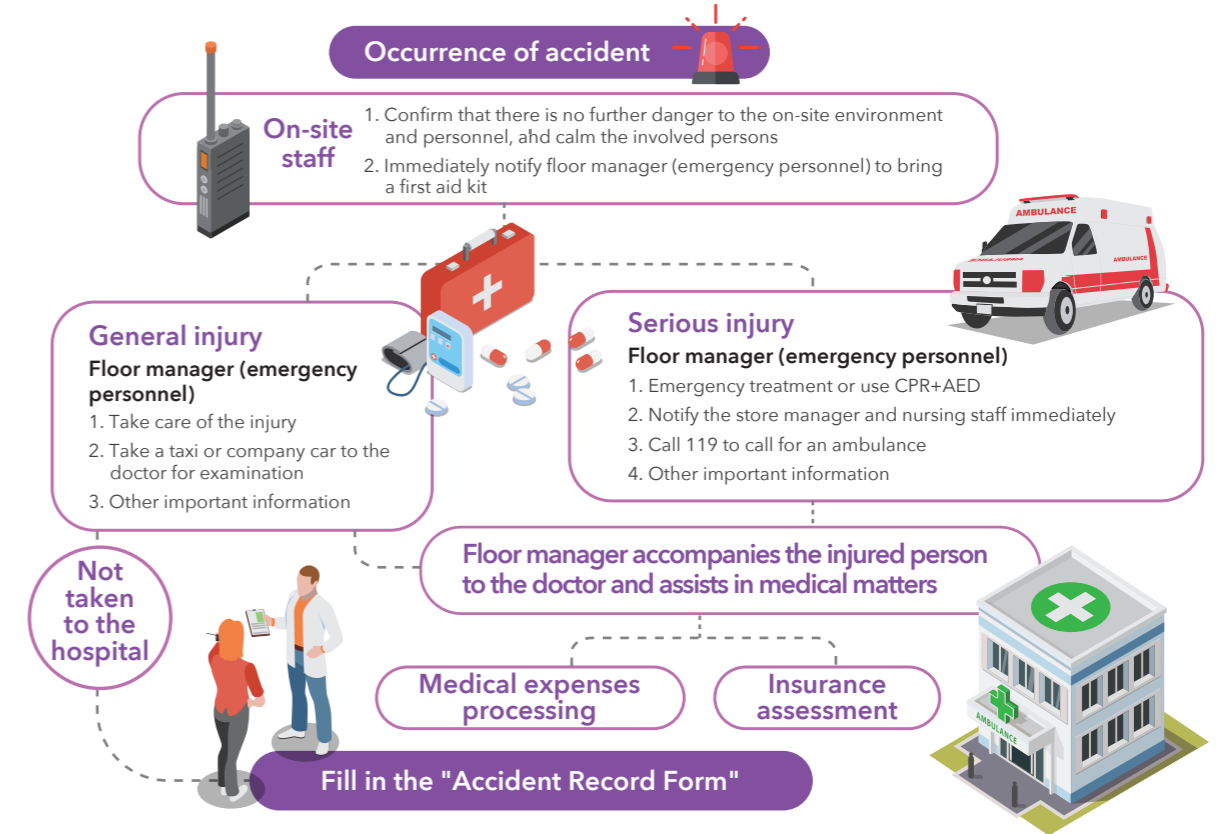 Occurrence of accident
On-site
staff
1. Confirm that there is no further danger to the on-site environment
and personnel, ahd calm the involved persons
2. Immediately notify floor manager (emergency personnel) to bring
a first aid kit
AMBULANCE
AMBULANCE
General injury
Floor manager (emergency
personnel)
1. Take care of the injury
2. Take a taxi or company car to the
doctor for examination
3. Other important information
Serious injury
Floor manager (emergency personnel)
1. Emergency treatment or use CPR+AED
2. Notify the store manager and nursing staff immediately
3. Call 119 to call for an ambulance
4. Other important information
Not
taken
to the
hospital
Floor manager accompanies the injured person
to the doctor and assists in medical matters
Medical expenses
processing
Insurance
assessment
AMBULANCE
Fill in the "Accident Record Form"